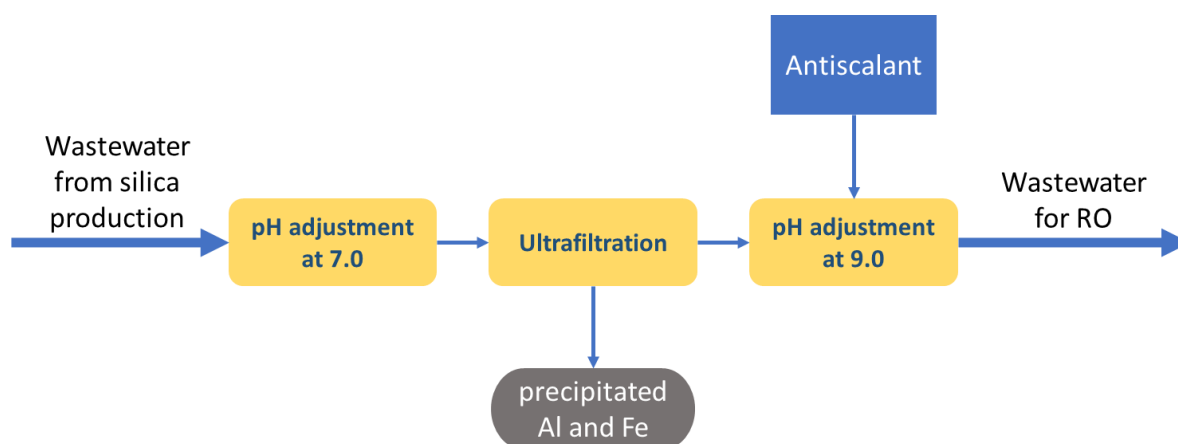 Antiscalant
Wastewater
from silica
production
pH adjustment
at 7.0
Ultrafiltration
pH adjustment
at 9.0
Wastewater
for RO
precipitated
Al and Fe